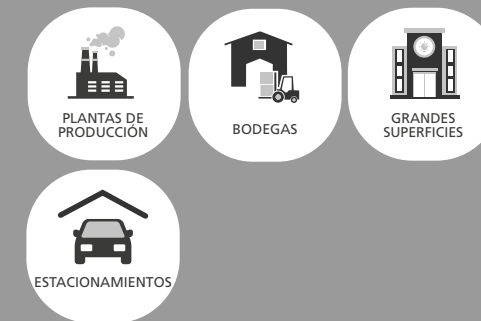 PLANTAS DE
PRODUCCIÓN
BODEGAS
GRANDES
SUPERFICIES
ESTACIONAMIENTOS